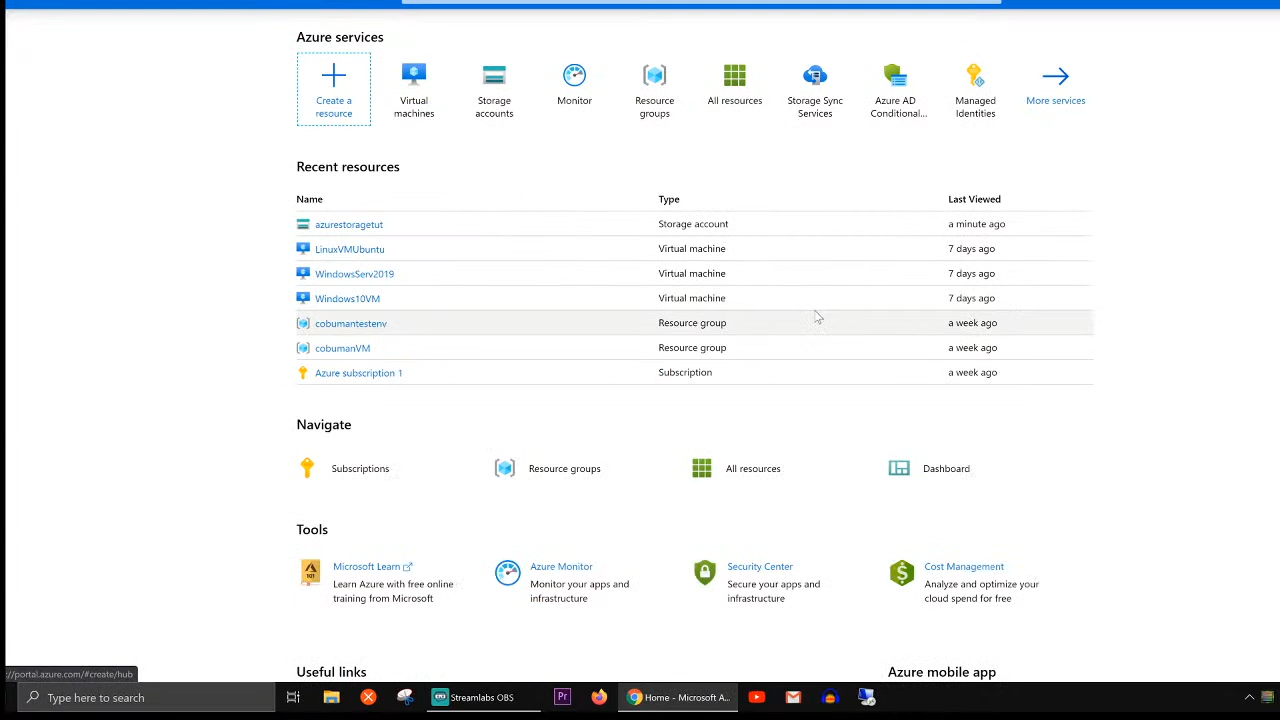 Azure services
Create a resource
Virtual machines
Storage accounts
Monitor
Resource groups
All resources
Storage Sync Services
Azure AD Conditional...
Managed Identities
More services
Recent resources
Name Type Last Viewed
azurestoragetut Storage account a minute ago
LinuxVMUbuntu Virtual machine 7 days ago
WindowsServ2019 Virtual machine 7 days ago
Windows10VM Virtual machine 7 days ago
cobumantestenv Resource group a week ago
cobumanVM Resource group a week ago
Azure subscription 1 Subscription a week ago
Navigate
Subscriptions Resource groups All resources Dashboard
Tools
Microsoft Learn
Learn Azure with free online
training from Microsoft
Azure Monitor
Monitor your apps and
infrastructure
Security Center
Secure your apps and
infrastructure
Cost Management
Analyze and optimize your
cloud spend for free
Useful links Azure mobile app
://portal.azure.com/#create/hub
Type here to search Streamlabs OBS Pr Home - Microsoft A...